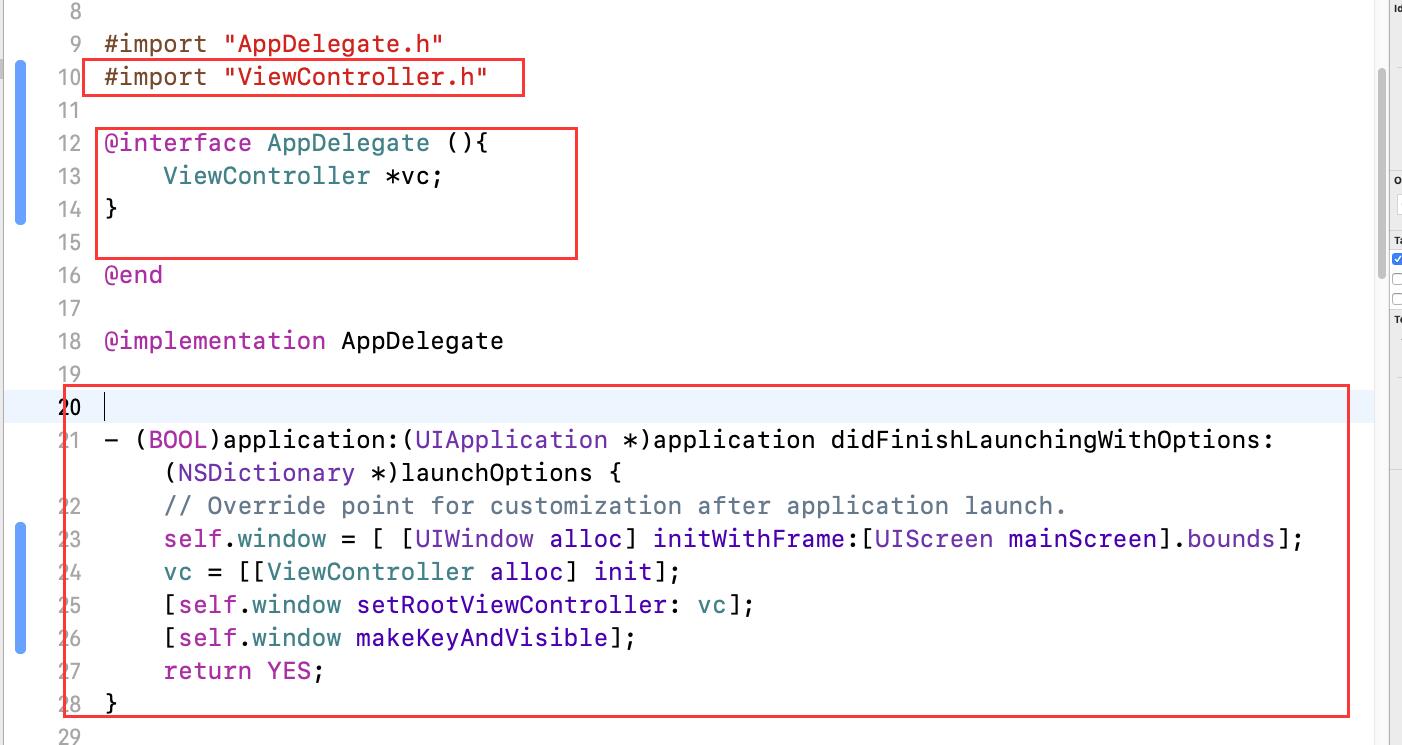 8
9 #import "AppDelegate.h"
10 #import "ViewController.h"
11
12 @interface AppDelegate (){
13     ViewController *vc;
14 }
15
16 @end
17
18 @implementation AppDelegate
19
20
21 - (BOOL)application:(UIApplication *)application didFinishLaunchingWithOptions:
    (NSDictionary *)launchOptions {
22     // Override point for customization after application launch.
23     self.window = [ [UIWindow alloc] initWithFrame:[UIScreen mainScreen].bounds];
24     vc = [[ViewController alloc] init];
25     [self.window setRootViewController: vc];
26     [self.window makeKeyAndVisible];
27     return YES;
28 }
29